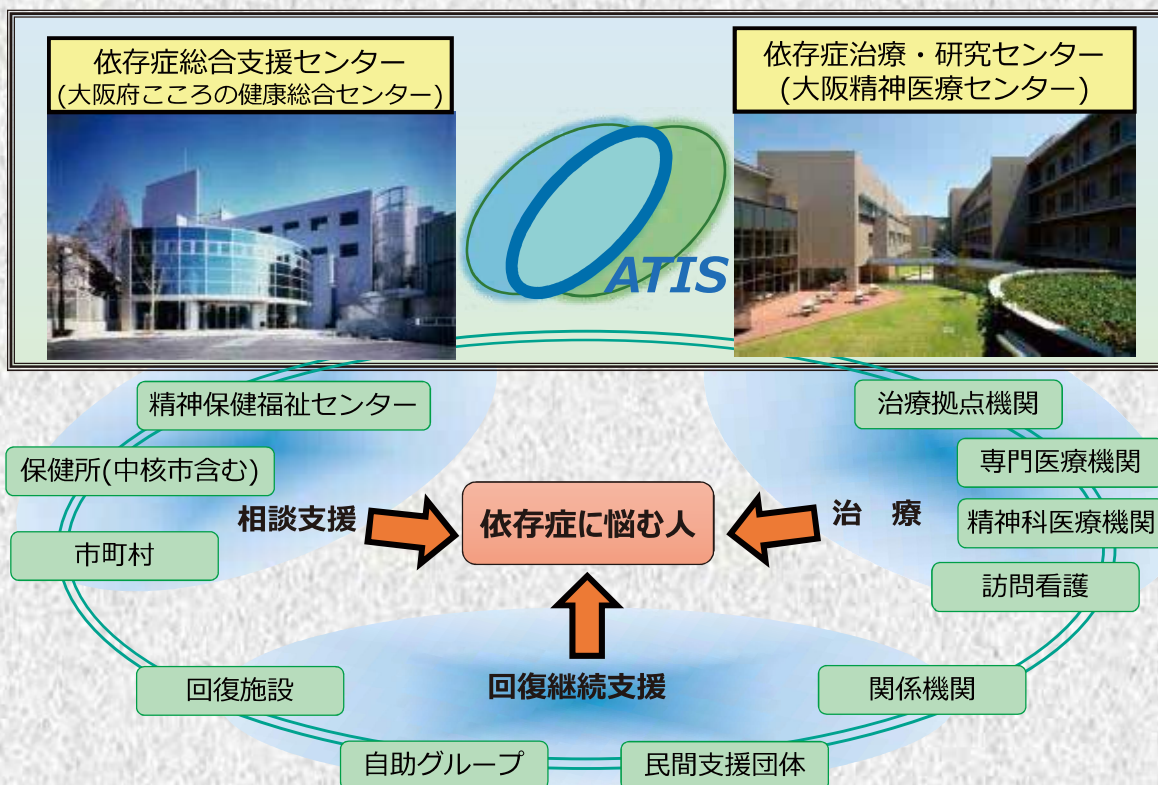 依存症総合支援センター
(大阪府こころの健康総合センター)
依存症治療・研究センター
(大阪精神医療センター)
OATIS
精神保健福祉センター
保健所(中核市含む)
市町村
相談支援
依存症に悩む人
治　療
治療拠点機関
専門医療機関
精神科医療機関
訪問看護
回復継続支援
回復施設
関係機関
自助グループ
民間支援団体